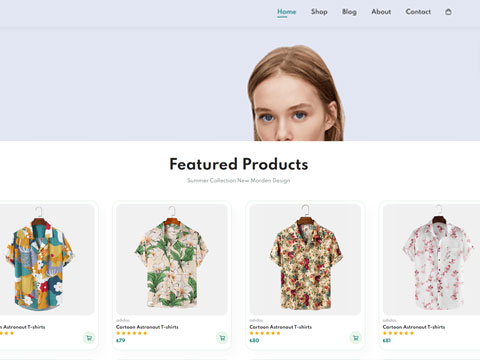 Home Shop Blog About Contact
Featured Products
Summer Collection New Morden Design
adidas adidas adidas
Cartoon Astronaut T-shirts Cartoon Astronaut T-shirts Cartoon Astronaut T-shirts Cartoon Astronaut T-shirts
$79 $80 $81